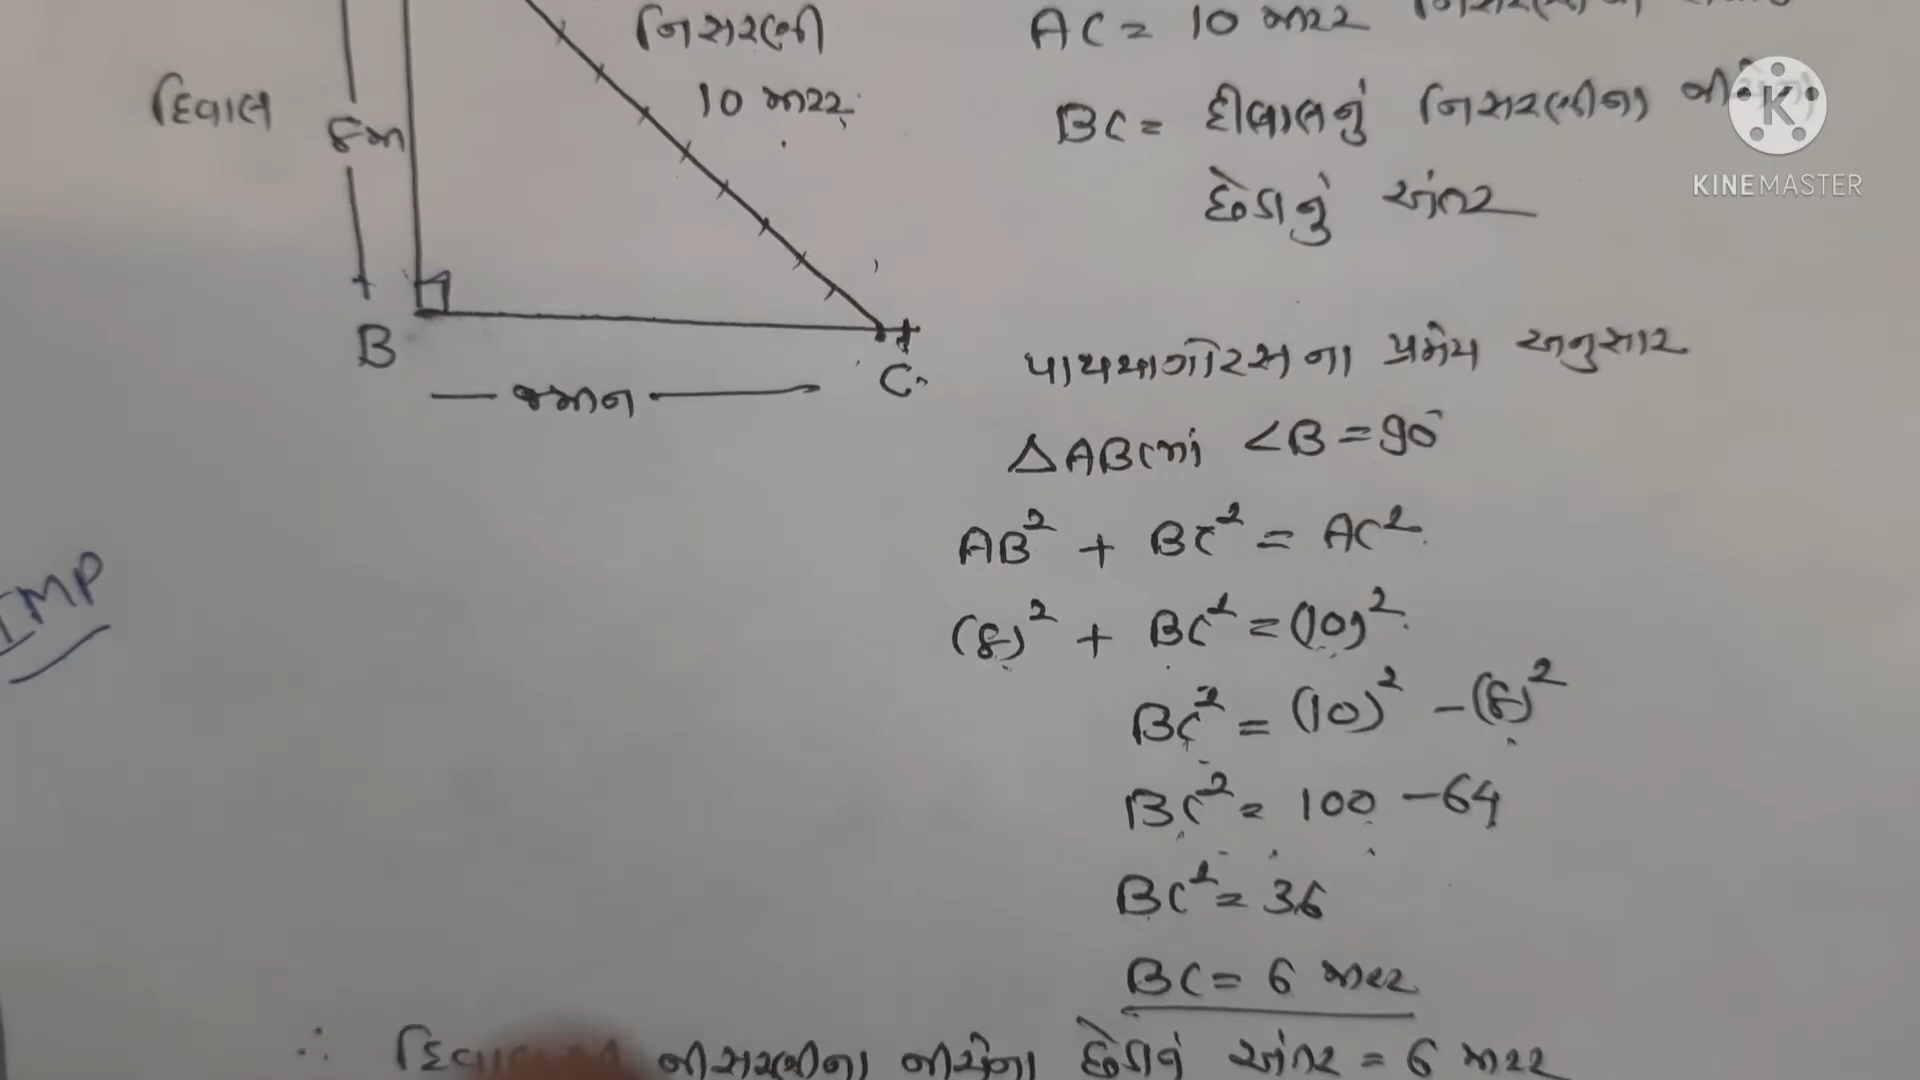 નિસરણી
10 મીટર
દિવાલ
8મી
B
C
જમીન
IMP
AC = 10 મીટર
BC = દીવાલનું નિસરણીના
છેડાનું અંતર
પાયથાગોરસના પ્રમેય અનુસાર
△ABCમાં ∠B = 90°
AB² + BC² = AC²
(8)² + BC² = (10)²
BC² = (10)² - (8)²
BC² = 100 - 64
BC² = 36
BC = 6 મીટર
∴ નીસરણીના નીચેના છેડાનું અંતર = 6 મીટર
K
KINEMASTER